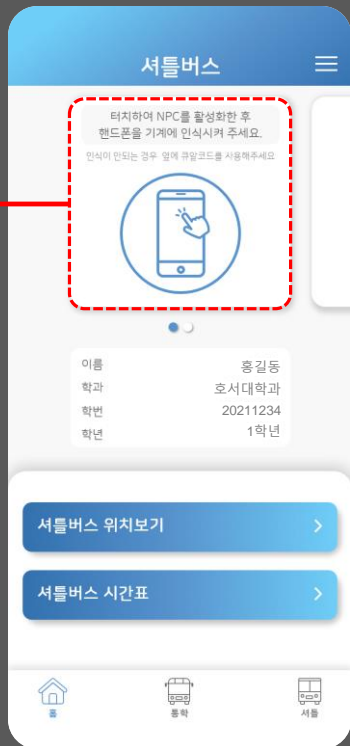 셔틀버스
터치하여 NPC를 활성화한 후
핸드폰을 기계에 인식시켜 주세요.
인식이 안되는 경우 옆에 큐알코드를 사용해주세요
이름 홍길동
학과 호서대학과
학번 20211234
학년 1학년
셔틀버스 위치보기
셔틀버스 시간표
홈 통학 셔틀